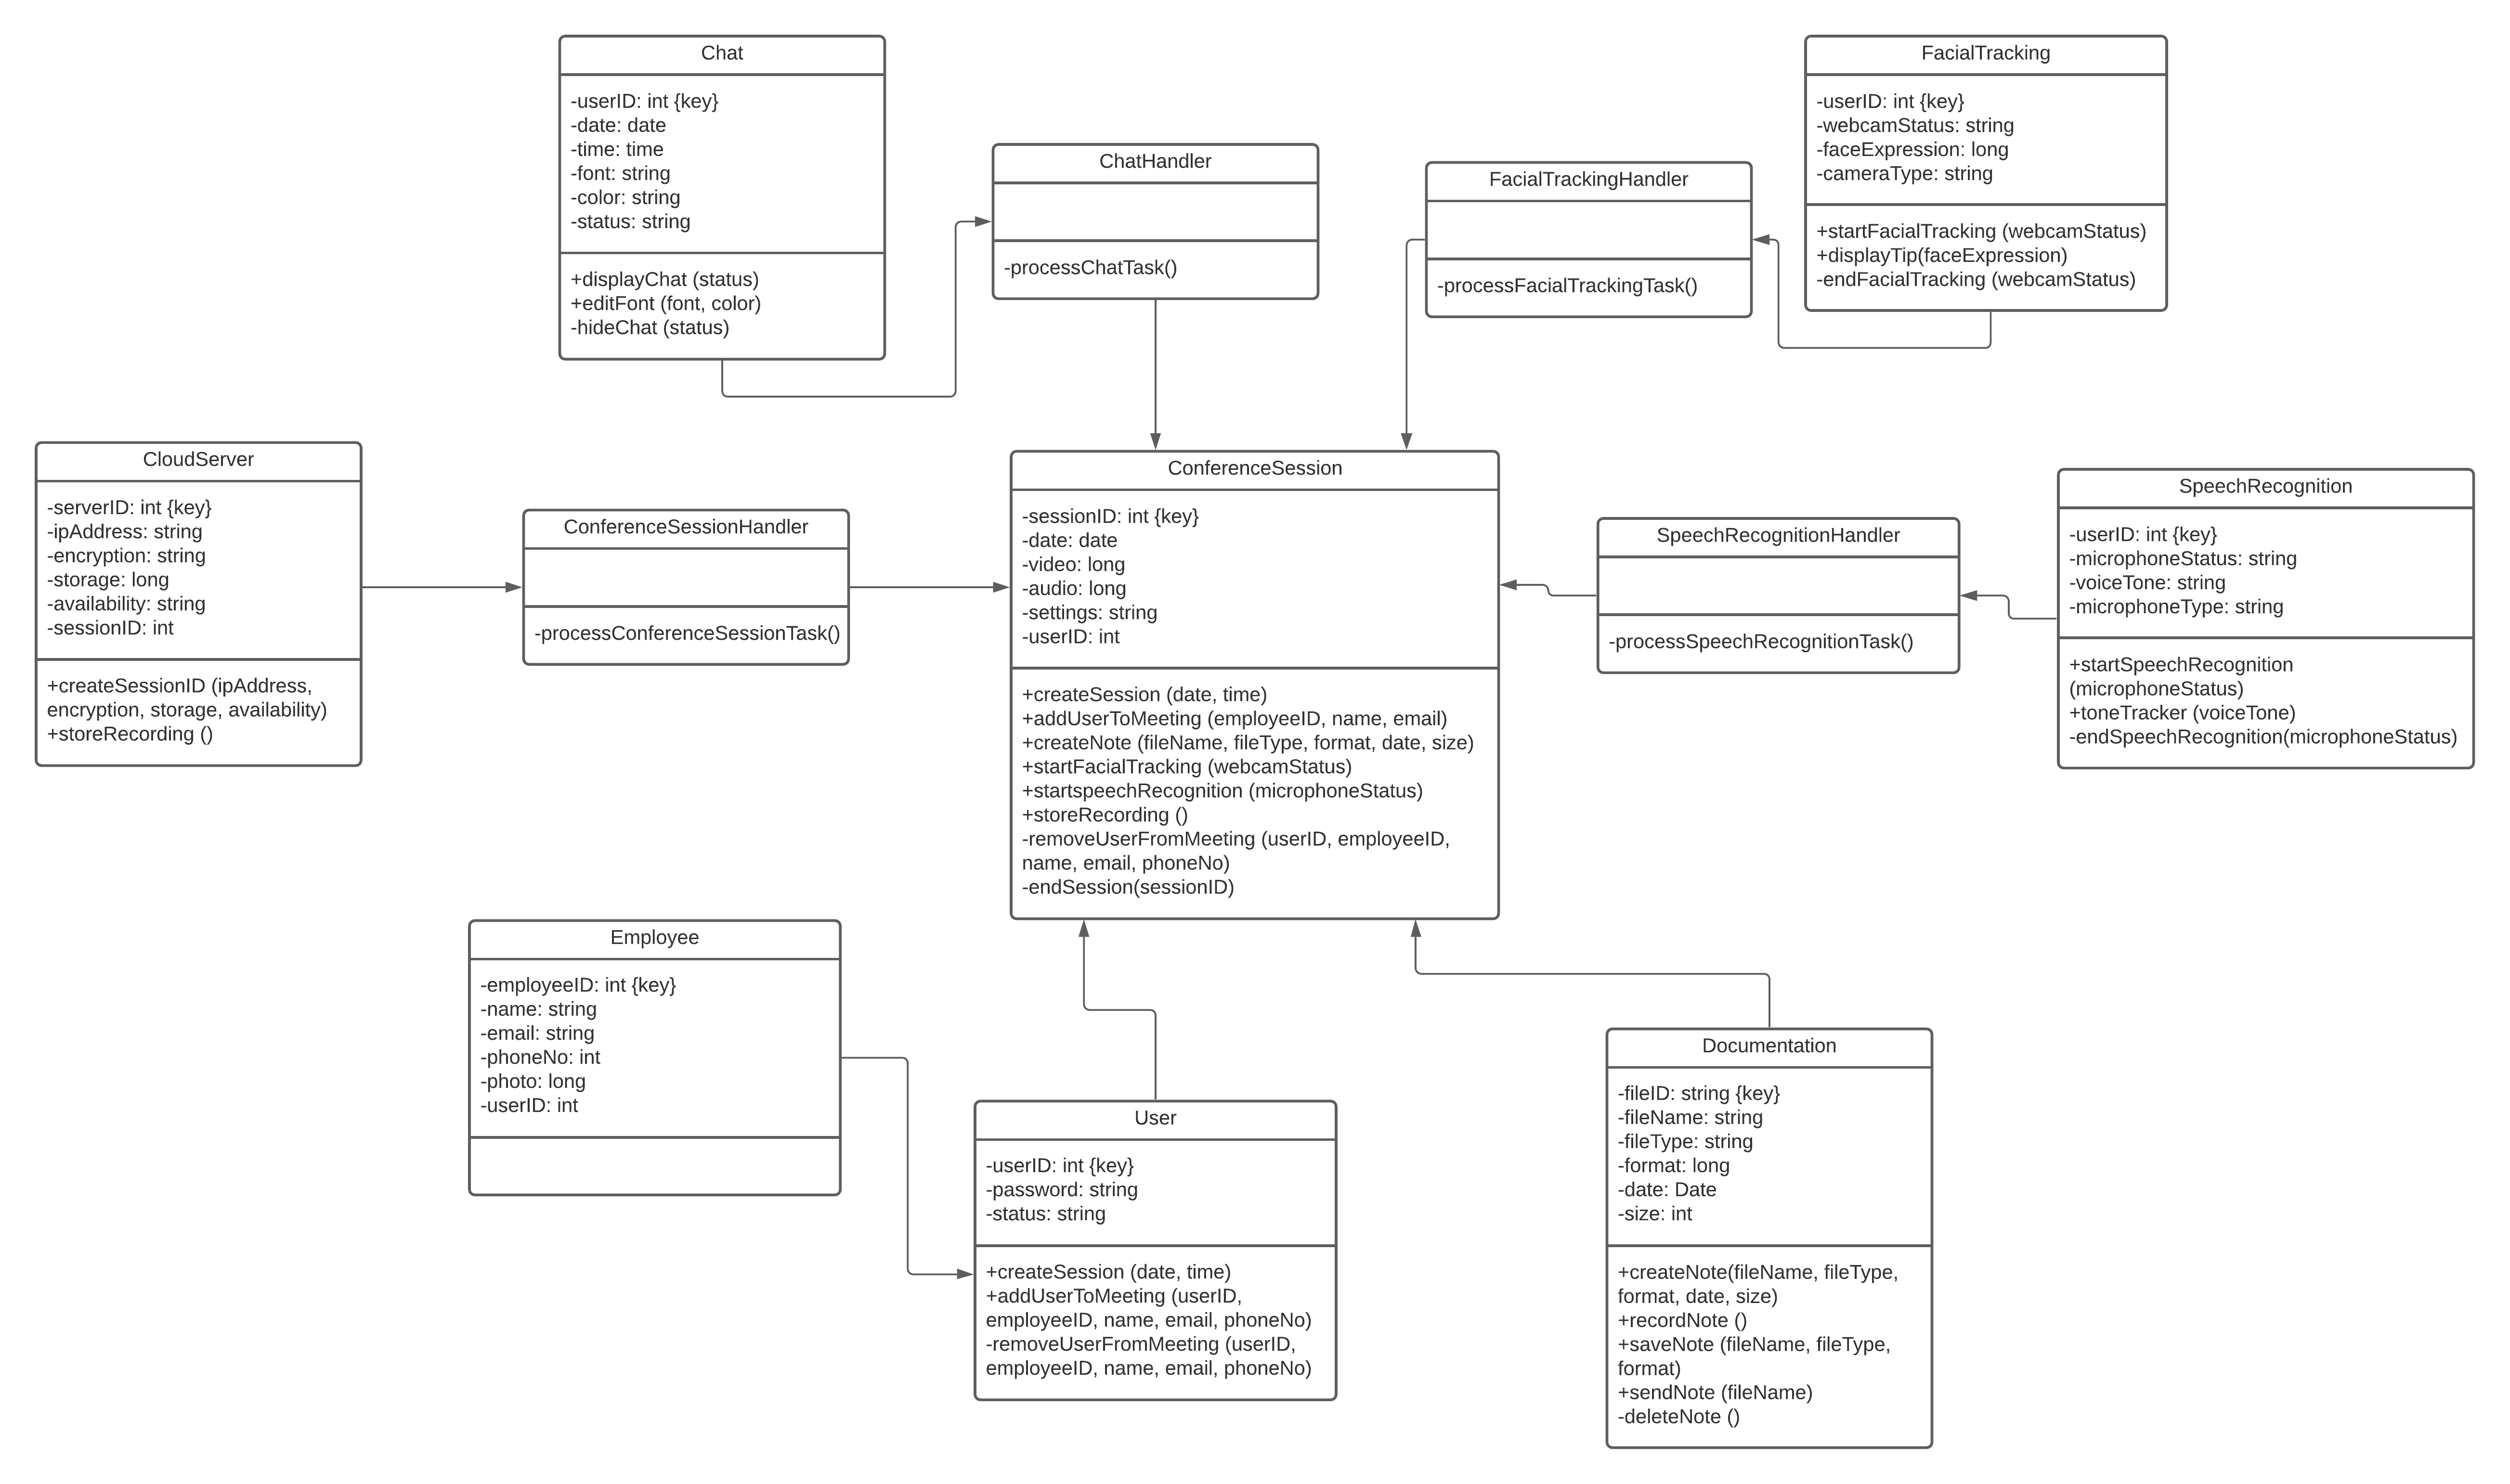 Chat
-userID: int {key}
-date: date
-time: time
-font: string
-color: string
-status: string
+displayChat (status)
+editFont (font, color)
-hideChat (status)
ChatHandler
-processChatTask()
FacialTrackingHandler
-processFacialTrackingTask()
FacialTracking
-userID: int {key}
-webcamStatus: string
-faceExpression: long
-cameraType: string
+startFacialTracking (webcamStatus)
+displayTip(faceExpression)
-endFacialTracking (webcamStatus)
CloudServer
-serverID: int {key}
-ipAddress: string
-encryption: string
-storage: long
-availability: string
-sessionID: int
+createSessionID (ipAddress,
encryption, storage, availability)
+storeRecording ()
ConferenceSessionHandler
-processConferenceSessionTask()
ConferenceSession
-sessionID: int {key}
-date: date
-video: long
-audio: long
-settings: string
-userID: int
+createSession (date, time)
+addUserToMeeting (employeeID, name, email)
+createNote (fileName, fileType, format, date, size)
+startFacialTracking (webcamStatus)
+startspeechRecognition (microphoneStatus)
+storeRecording ()
-removeUserFromMeeting (userID, employeeID,
name, email, phoneNo)
-endSession(sessionID)
SpeechRecognitionHandler
-processSpeechRecognitionTask()
SpeechRecognition
-userID: int {key}
-microphoneStatus: string
-voiceTone: string
-microphoneType: string
+startSpeechRecognition
(microphoneStatus)
+toneTracker (voiceTone)
-endSpeechRecognition(microphoneStatus)
Employee
-employeeID: int {key}
-name: string
-email: string
-phoneNo: int
-photo: long
-userID: int
User
-userID: int {key}
-password: string
-status: string
+createSession (date, time)
+addUserToMeeting (userID,
employeeID, name, email, phoneNo)
-removeUserFromMeeting (userID,
employeeID, name, email, phoneNo)
Documentation
-fileID: string {key}
-fileName: string
-fileType: string
-format: long
-date: Date
-size: int
+createNote(fileName, fileType,
format, date, size)
+recordNote ()
+saveNote (fileName, fileType,
format)
+sendNote (fileName)
-deleteNote ()